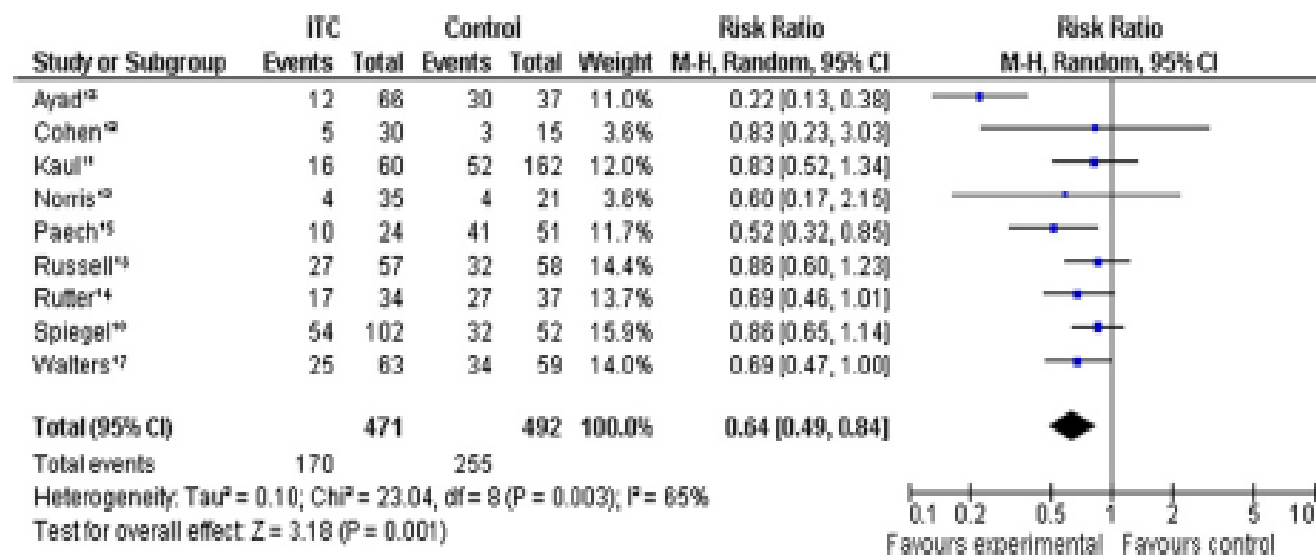 ITC Control Risk Ratio Risk Ratio
Study or Subgroup Events Total Events Total Weight M-H, Random, 95% CI M-H, Random, 95% CI
Ayad 12 66 30 37 11.0% 0.22 [0.13, 0.38]
Cohen 5 30 3 15 3.6% 0.83 [0.23, 3.03]
Kaul 16 60 52 162 12.0% 0.83 [0.52, 1.34]
Norris 4 35 4 21 3.6% 0.60 [0.17, 2.15]
Paech 10 24 41 51 11.7% 0.52 [0.32, 0.85]
Russell 27 57 32 58 14.4% 0.86 [0.60, 1.23]
Rutter 17 34 27 37 13.7% 0.69 [0.46, 1.01]
Spiegel 54 102 32 52 15.9% 0.86 [0.65, 1.14]
Walters 25 63 34 59 14.0% 0.69 [0.47, 1.00]
Total (95% CI) 471 492 100.0% 0.64 [0.49, 0.84]
Total events 170 255
Heterogeneity: Tau² = 0.10; Chi² = 23.04, df = 8 (P = 0.003); I² = 65%
Test for overall effect: Z = 3.18 (P = 0.001)
0.1 0.2 0.5 1 2 5 10
Favours experimental Favours control